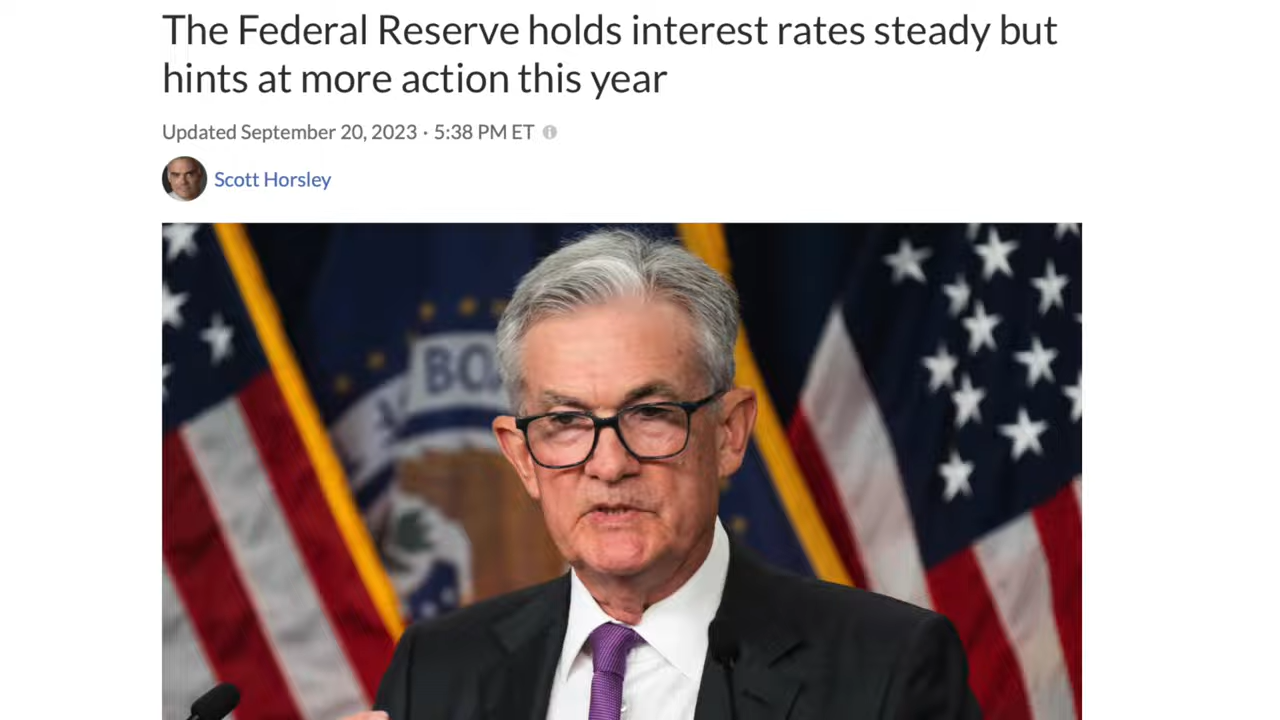 The Federal Reserve holds interest rates steady but
hints at more action this year
Updated September 20, 2023 · 5:38 PM ET
Scott Horsley